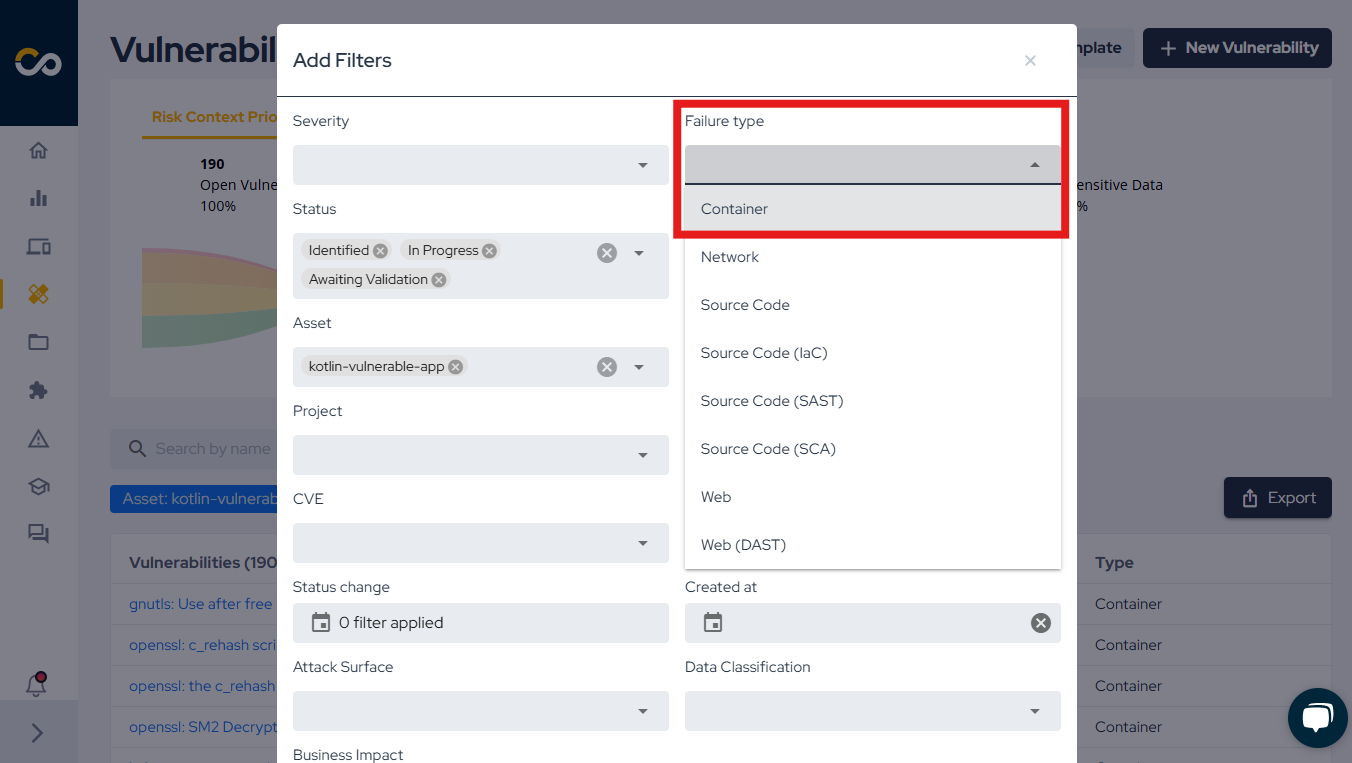 Vulnerabil
mplate
+ New Vulnerability
Add Filters
Risk Context Prio
190
Open Vulne
100%
ensitive Data
%
Severity
Failure type
Container
Network
Source Code
Source Code (IaC)
Source Code (SAST)
Source Code (SCA)
Web
Web (DAST)
Status
Identified
In Progress
Awaiting Validation
Asset
kotlin-vulnerable-app
Project
CVE
Status change
0 filter applied
Created at
Attack Surface
Data Classification
Business Impact
Search by name
Asset: kotlin-vulnerab
Export
Vulnerabilities (190
Type
gnutls: Use after free
Container
openssl: c_rehash scri
Container
openssl: the c_rehash
Container
openssl: SM2 Decrypt
Container